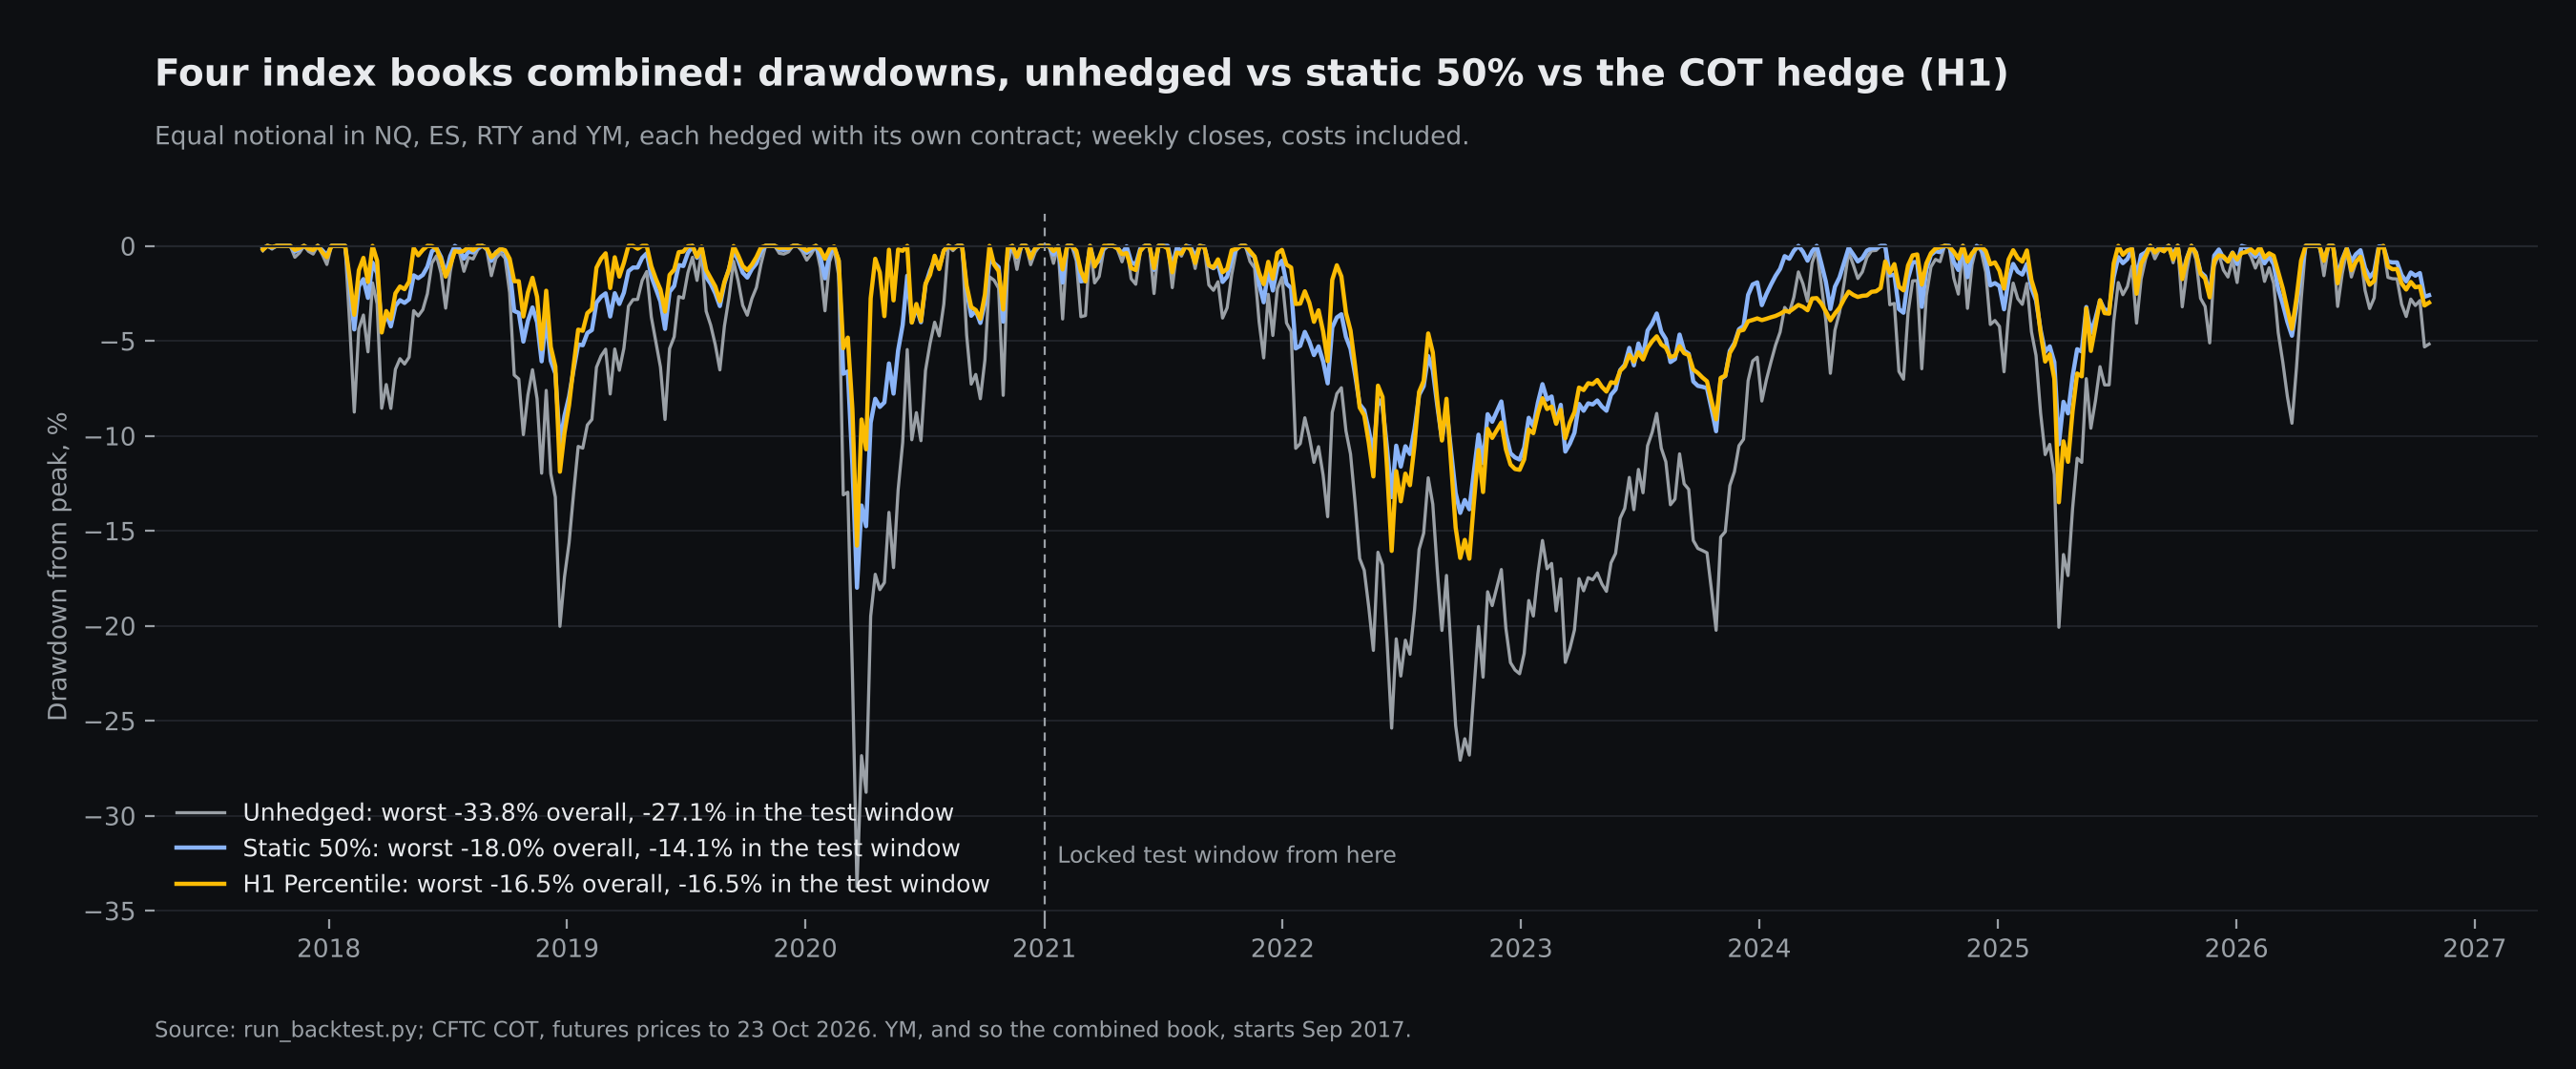 Four index books combined: drawdowns, unhedged vs static 50% vs the COT hedge (H1)
Equal notional in NQ, ES, RTY and YM, each hedged with its own contract; weekly closes, costs included.
Drawdown from peak, %
0
−5
−10
−15
−20
−25
−30
−35
Unhedged: worst -33.8% overall, -27.1% in the test window
Static 50%: worst -18.0% overall, -14.1% in the test window
H1 Percentile: worst -16.5% overall, -16.5% in the test window
Locked test window from here
2018 2019 2020 2021 2022 2023 2024 2025 2026 2027
Source: run_backtest.py; CFTC COT, futures prices to 23 Oct 2026. YM, and so the combined book, starts Sep 2017.